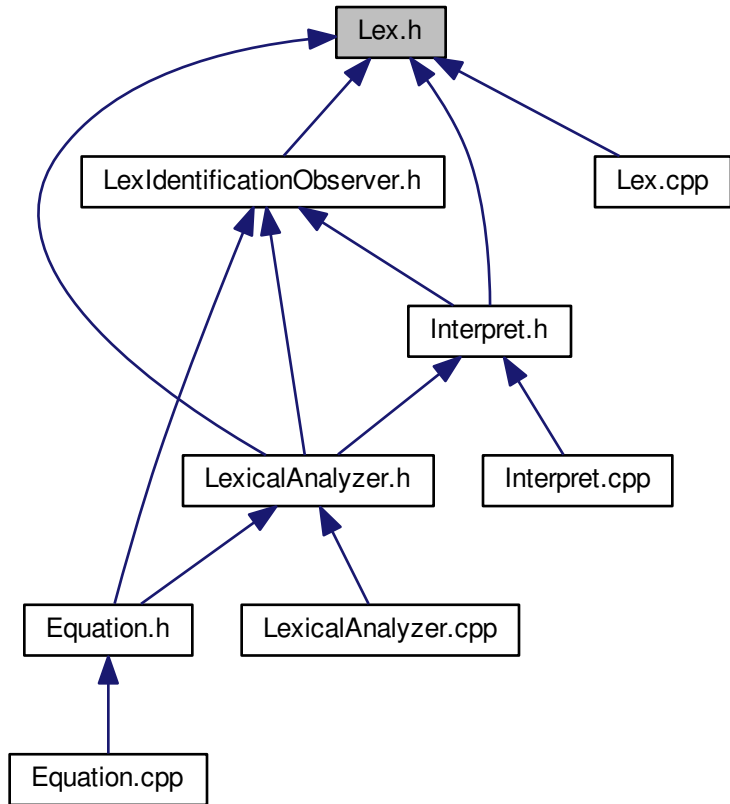 Lex.h
LexIdentificationObserver.h
Lex.cpp
Interpret.h
LexicalAnalyzer.h
Interpret.cpp
Equation.h
LexicalAnalyzer.cpp
Equation.cpp